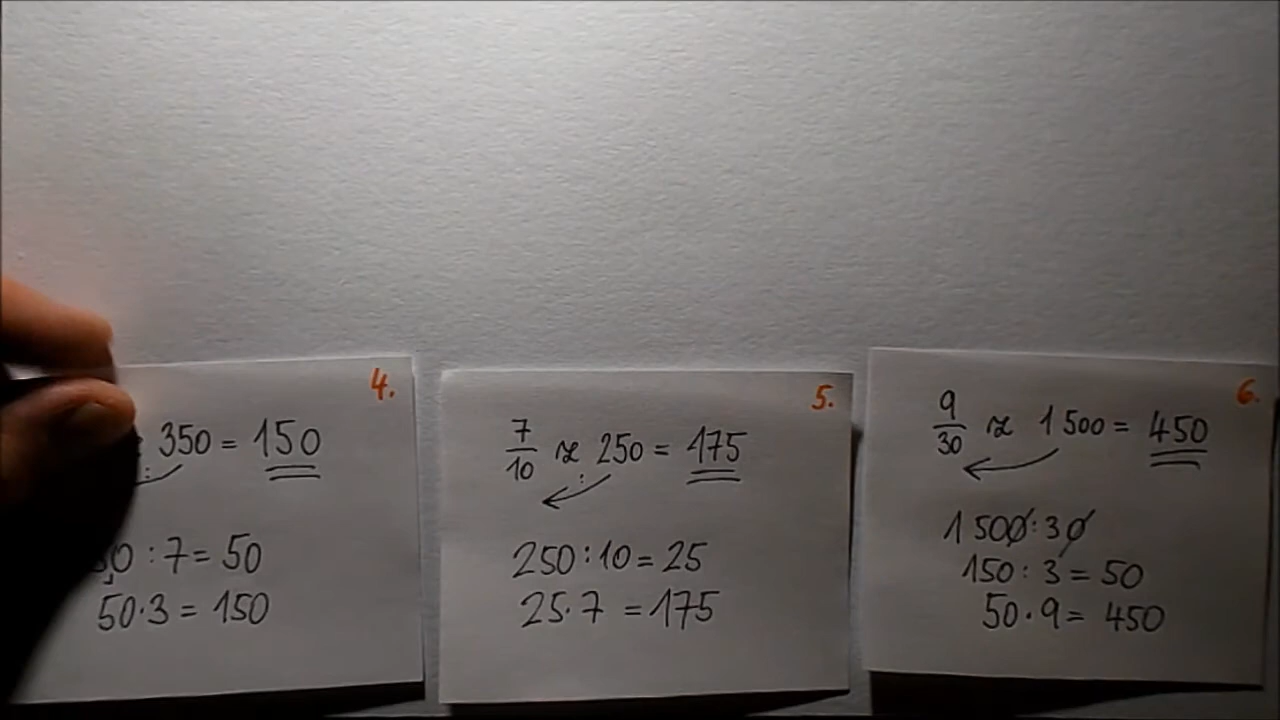 4.
350 = 150
0 : 7 = 50
50·3 = 150
5.
7/10 z 250 = 175
:
250:10 = 25
25·7 = 175
6.
9/30 z 1 500 = 450
1 500:30
150:3 = 50
50·9 = 450